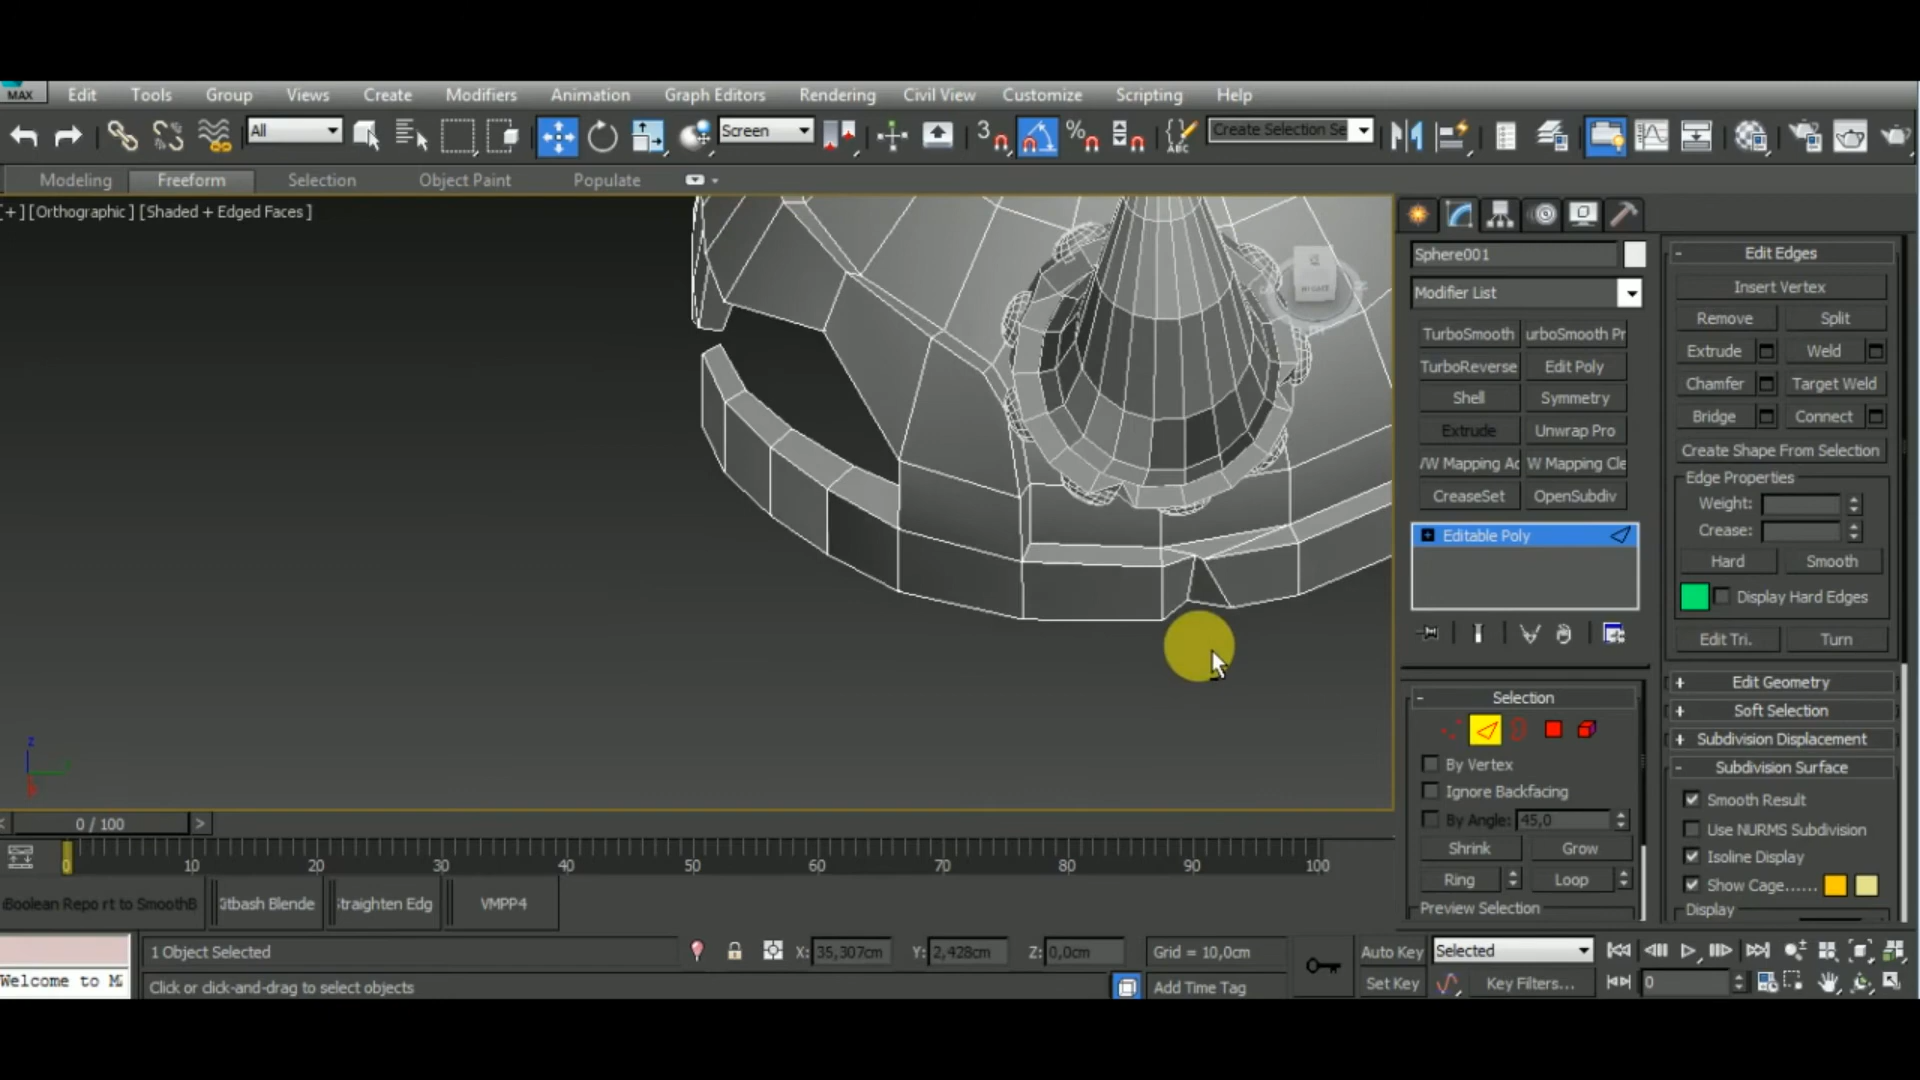 MAX Edit Tools Group Views Create Modifiers Animation Graph Editors Rendering Civil View Customize Scripting Help
All Screen 3 % ABC Create Selection Se
Modeling Freeform Selection Object Paint Populate
[+] [Orthographic ] [Shaded + Edged Faces ]
Sphere001
Modifier List
TurboSmooth urboSmooth Pr
TurboReverse Edit Poly
Shell Symmetry
Extrude Unwrap Pro
/W Mapping Ac W Mapping Cle
CreaseSet OpenSubdiv
Editable Poly
Selection
By Vertex
Ignore Backfacing
By Angle: 45,0
Shrink Grow
Ring Loop
Preview Selection
Edit Edges
Insert Vertex
Remove Split
Extrude Weld
Chamfer Target Weld
Bridge Connect
Create Shape From Selection
Edge Properties
Weight:
Crease:
Hard Smooth
Display Hard Edges
Edit Tri. Turn
Edit Geometry
Soft Selection
Subdivision Displacement
Subdivision Surface
Smooth Result
Use NURMS Subdivision
Isoline Display
Show Cage......
Display
z
< 0 / 100 >
0 10 20 30 40 50 60 70 80 90 100
Boolean Repo rt to SmoothB tbash Blende traighten Edg VMPP4
1 Object Selected X: 35,307cm Y: 2,428cm Z: 0,0cm Grid = 10,0cm Auto Key Selected
Welcome to M Click or click-and-drag to select objects Add Time Tag Set Key Key Filters... 0